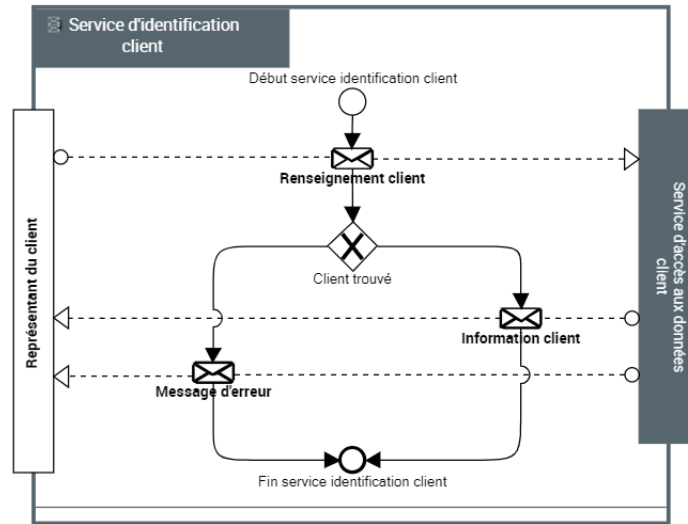 Service d'identification
client
Début service identification client
Renseignement client
Client trouvé
Représentant du client
Service d'accès aux données
client
Information client
Message d'erreur
Fin service identification client